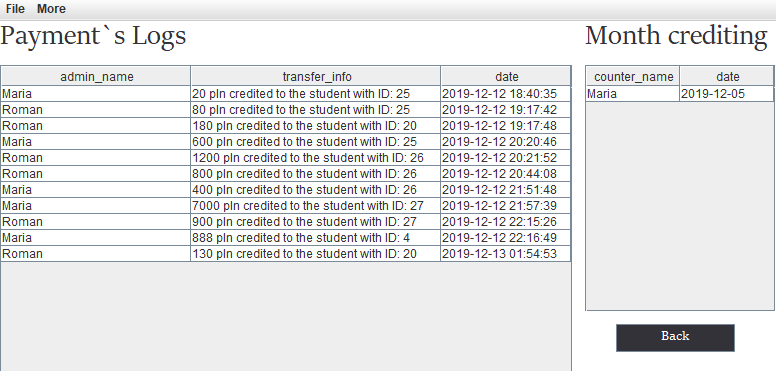 File More
Payment`s Logs
Month crediting
admin_name transfer_info date
Maria 20 pln credited to the student with ID: 25 2019-12-12 18:40:35
Roman 80 pln credited to the student with ID: 25 2019-12-12 19:17:42
Roman 180 pln credited to the student with ID: 20 2019-12-12 19:17:48
Maria 600 pln credited to the student with ID: 25 2019-12-12 20:20:46
Roman 1200 pln credited to the student with ID: 26 2019-12-12 20:21:52
Roman 800 pln credited to the student with ID: 26 2019-12-12 20:44:08
Maria 400 pln credited to the student with ID: 26 2019-12-12 21:51:48
Maria 7000 pln credited to the student with ID: 27 2019-12-12 21:57:39
Roman 900 pln credited to the student with ID: 27 2019-12-12 22:15:26
Maria 888 pln credited to the student with ID: 4 2019-12-12 22:16:49
Roman 130 pln credited to the student with ID: 20 2019-12-13 01:54:53
counter_name date
Maria 2019-12-05
Back